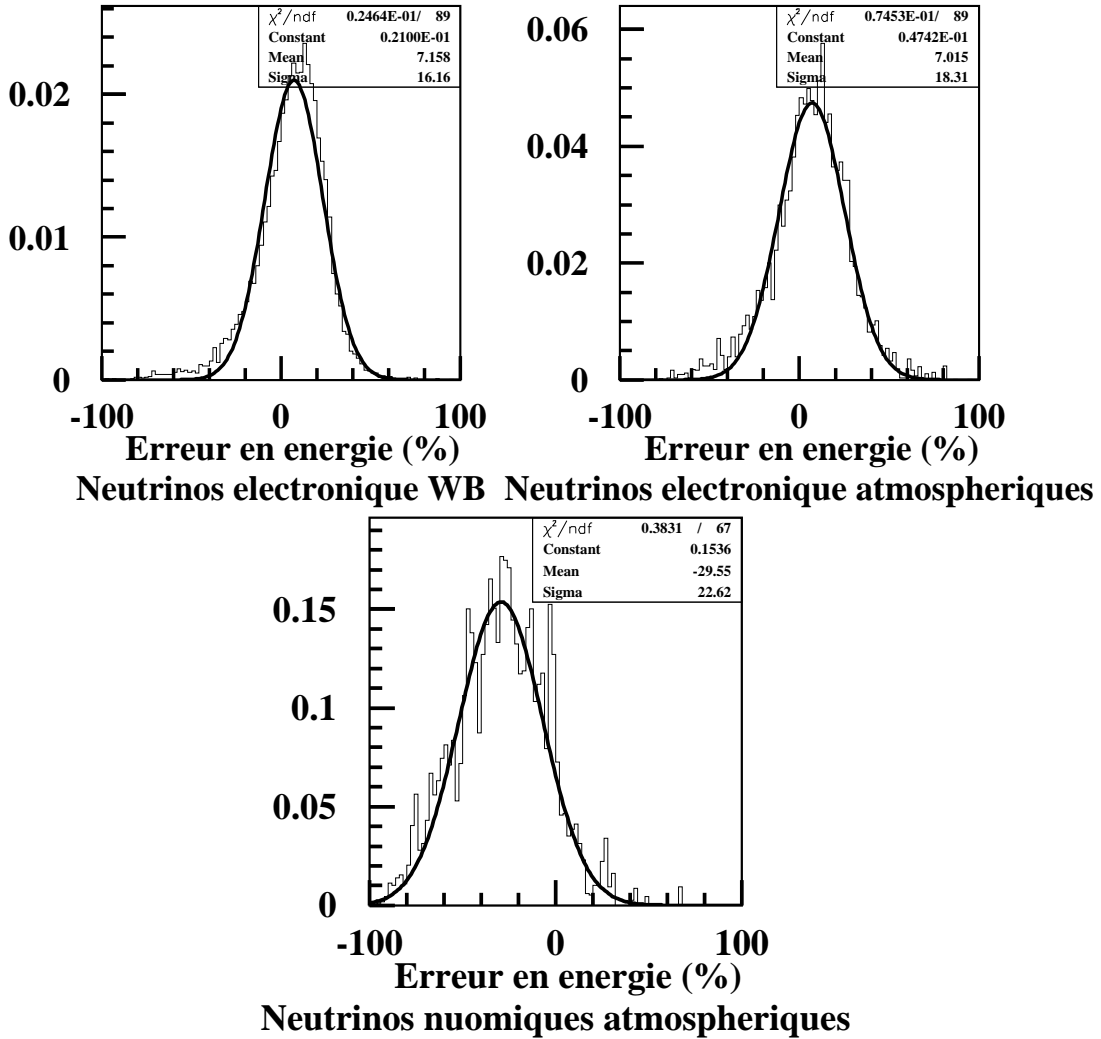 χ²/ndf 0.2464E-01/ 89
Constant 0.2100E-01
Mean 7.158
Sigma 16.16
0.02
0.01
0
-100 0 100
Erreur en energie (%)
Neutrinos electronique WB
χ²/ndf 0.7453E-01/ 89
Constant 0.4742E-01
Mean 7.015
Sigma 18.31
0.06
0.04
0.02
0
-100 0 100
Erreur en energie (%)
Neutrinos electronique atmospheriques
χ²/ndf 0.3831 / 67
Constant 0.1536
Mean -29.55
Sigma 22.62
0.15
0.1
0.05
0
-100 0 100
Erreur en energie (%)
Neutrinos nuomiques atmospheriques